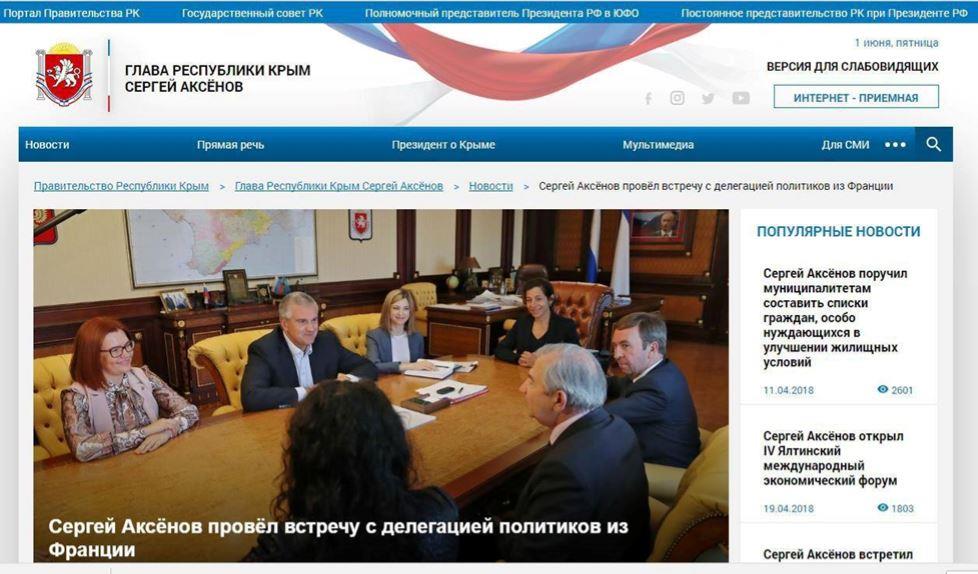 Портал Правительства РК Государственный совет РК Полномочный представитель Президента РФ в ЮФО Постоянное представительство РК при Президенте РФ
1 июня, пятница
ГЛАВА РЕСПУБЛИКИ КРЫМ
СЕРГЕЙ АКСЁНОВ
ВЕРСИЯ ДЛЯ СЛАБОВИДЯЩИХ
ИНТЕРНЕТ - ПРИЕМНАЯ
Новости Прямая речь Президент о Крыме Мультимедиа Для СМИ
Правительство Республики Крым > Глава Республики Крым Сергей Аксёнов > Новости > Сергей Аксёнов провёл встречу с делегацией политиков из Франции
Сергей Аксёнов провёл встречу с делегацией политиков из
Франции
ПОПУЛЯРНЫЕ НОВОСТИ
Сергей Аксёнов поручил
муниципалитетам
составить списки
граждан, особо
нуждающихся в
улучшении жилищных
условий
11.04.2018 2601
Сергей Аксёнов открыл
IV Ялтинский
международный
экономический форум
19.04.2018 1803
Сергей Аксёнов встретил